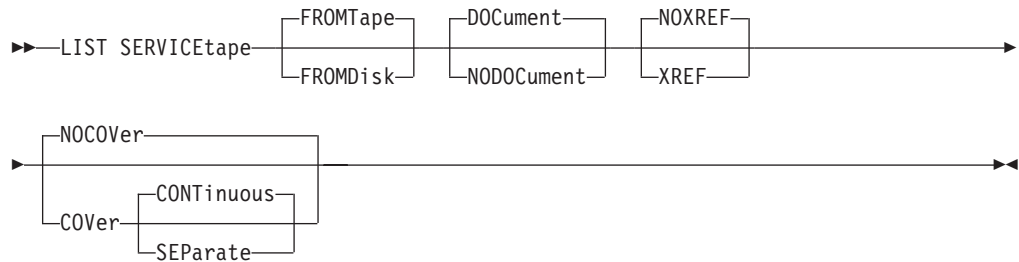 FROMTape DOCument NOXREF
LIST SERVICEtape
FROMDisk NODOCument XREF
NOCOVer
CONTinuous
COVer
SEParate